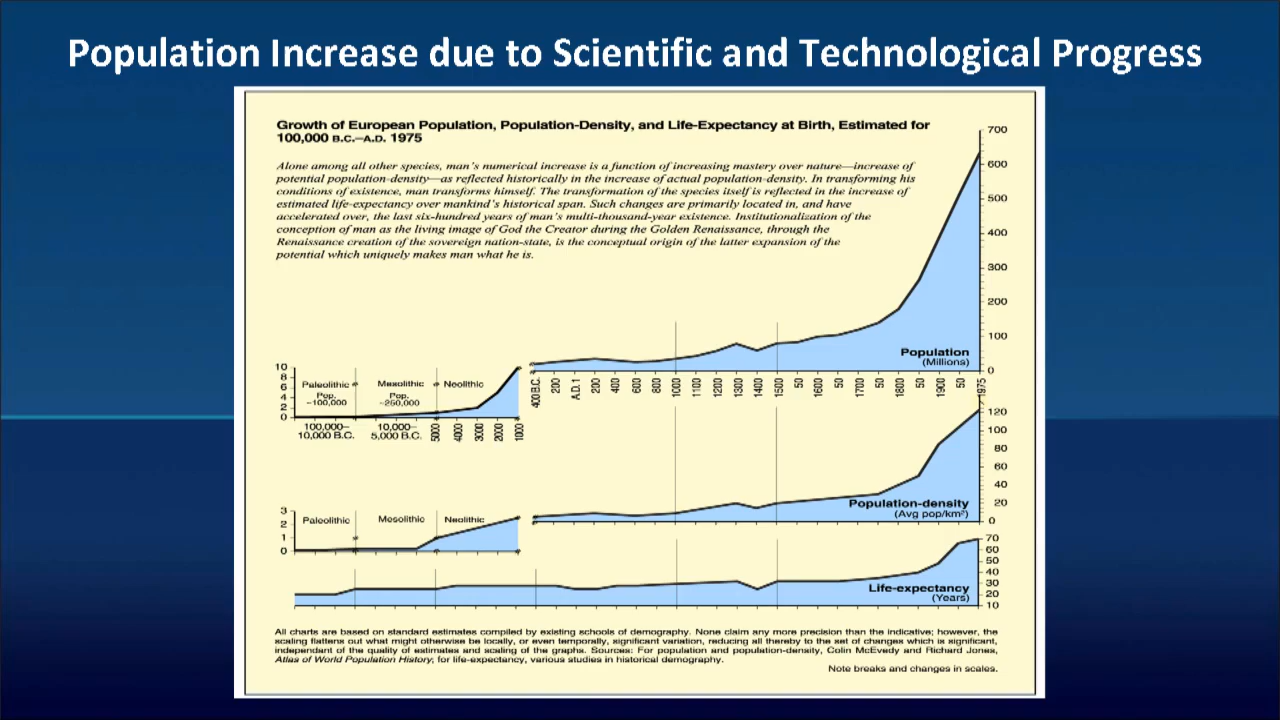 Population Increase due to Scientific and Technological Progress
Growth of European Population, Population-Density, and Life-Expectancy at Birth, Estimated for
100,000 B.C.—A.D. 1975
Alone among all other species, man's numerical increase is a function of increasing mastery over nature—increase of
potential population-density—as reflected historically in the increase of actual population-density. In transforming his
conditions of existence, man transforms himself. The transformation of the species itself is reflected in the increase of
estimated life-expectancy over mankind's historical span. Such changes are primarily located in, and have
accelerated over, the last six-hundred years of man's multi-thousand-year existence. Institutionalization of the
conception of man as the living image of God the Creator during the Golden Renaissance, through the
Renaissance creation of the sovereign nation-state, is the conceptual origin of the latter expansion of the
potential which uniquely makes man what he is.
700
600
500
400
300
200
100
0
Population
(Millions)
10
8
6
4
2
0
Paleolithic
Pop.
~100,000
Mesolithic
Pop.
~250,000
Neolithic
100,000–
10,000 B.C.
10,000–
5,000 B.C.
5000
4000
3000
2000
1000
400 B.C.
200
A.D.1
200
400
600
800
1000
1100
1200
1300
1400
1500
50
1600
50
1700
50
1800
50
1900
50
1975
120
100
80
60
40
20
0
Population-density
(Avg pop/km²)
3
2
1
0
Paleolithic
Mesolithic
Neolithic
70
60
50
40
30
20
10
Life-expectancy
(Years)
All charts are based on standard estimates compiled by existing schools of demography. None claim any more precision than the indicative; however, the
scaling flattens out what might otherwise be locally, or even temporally, significant variation, reducing all thereby to the set of changes which is significant,
independent of the quality of estimates and scaling of the graphs. Sources: For population and population-density, Colin McEvedy and Richard Jones,
Atlas of World Population History; for life-expectancy, various studies in historical demography.
Note breaks and changes in scales.